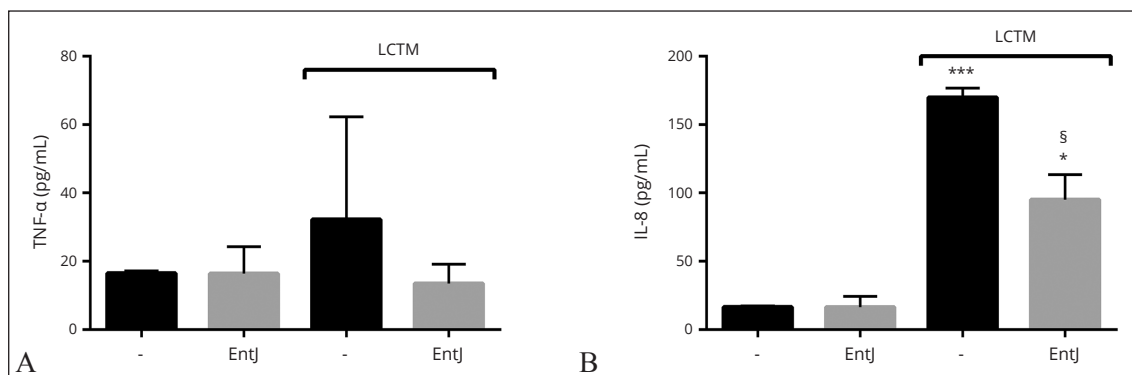 LCTM
80
60
40
20
0
TNF-α (pg/mL)
-
EntJ
-
EntJ
A
LCTM
200
150
100
50
0
IL-8 (pg/mL)
***
§
*
-
EntJ
-
EntJ
B